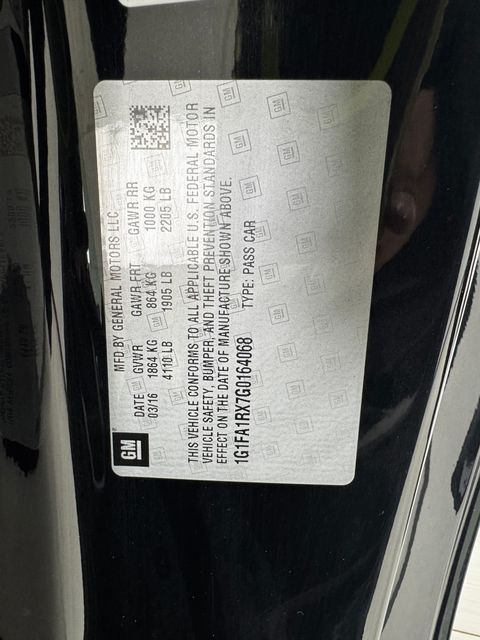 GM
MFD BY GENERAL MOTORS LLC
DATE GVWR GAWR FRT GAWR RR
03/16 1864 KG 864 KG 1000 KG
4110 LB 1905 LB 2205 LB
THIS VEHICLE CONFORMS TO ALL APPLICABLE U.S. FEDERAL MOTOR
VEHICLE SAFETY, BUMPER, AND THEFT PREVENTION STANDARDS IN
EFFECT ON THE DATE OF MANUFACTURE SHOWN ABOVE.
1G1FA1RX7G0164068 TYPE: PASS CAR